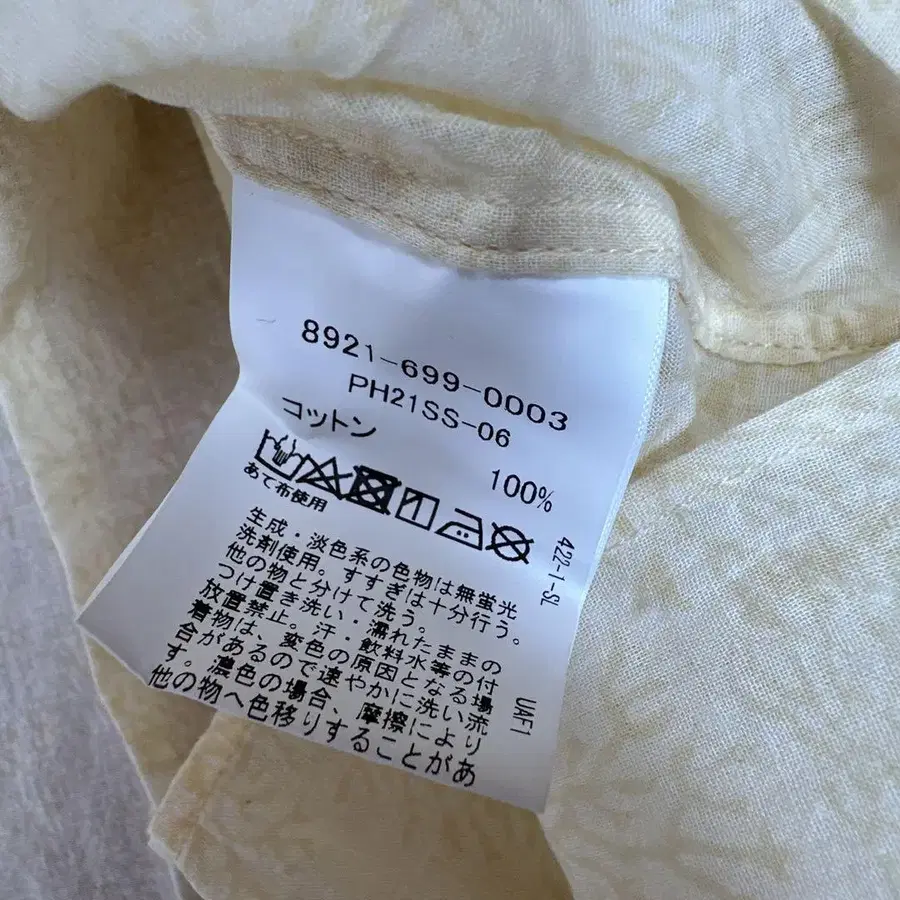 8921-699-0003
PH21SS-06
コットン 100%
あて布使用
生成・淡色系の色物は無蛍光
洗剤使用。すすぎは十分行う。
他の物と分けて洗う。
つけ置き洗い・濡れたままの
放置禁止。汗・飲料水等の付
着物は、変色の原因となる場
合があるので速やかに洗い流
す。濃色の場合、摩擦により
他の物へ色移りすることがあ
422-1-SL
UAF1